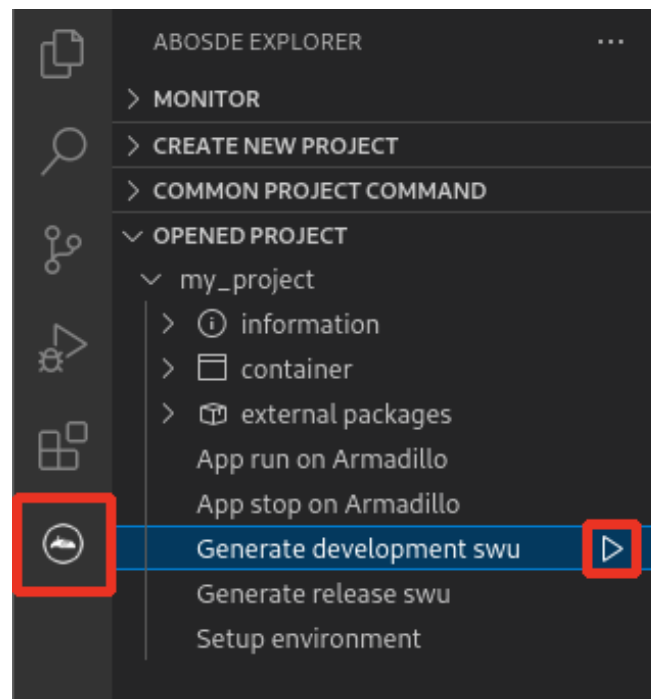 ABOSDE EXPLORER
MONITOR
CREATE NEW PROJECT
COMMON PROJECT COMMAND
OPENED PROJECT
my_project
information
container
external packages
App run on Armadillo
App stop on Armadillo
Generate development swu
Generate release swu
Setup environment